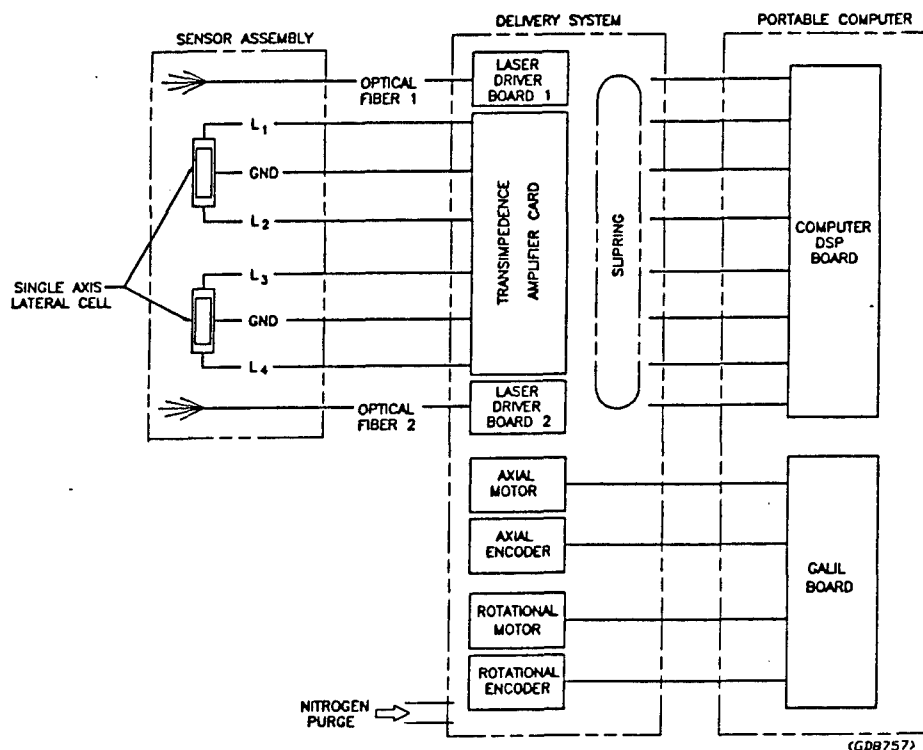 DELIVERY SYSTEM
PORTABLE COMPUTER
SENSOR ASSEMBLY
OPTICAL
FIBER 1
LASER
DRIVER
BOARD 1
L1
GND
L2
L3
GND
L4
SINGLE AXIS
LATERAL CELL
TRANSIMPEDENCE
AMPLIFIER CARD
SLIPRING
COMPUTER
DSP
BOARD
OPTICAL
FIBER 2
LASER
DRIVER
BOARD 2
AXIAL
MOTOR
AXIAL
ENCODER
ROTATIONAL
MOTOR
ROTATIONAL
ENCODER
GALIL
BOARD
NITROGEN
PURGE
(GDB757)